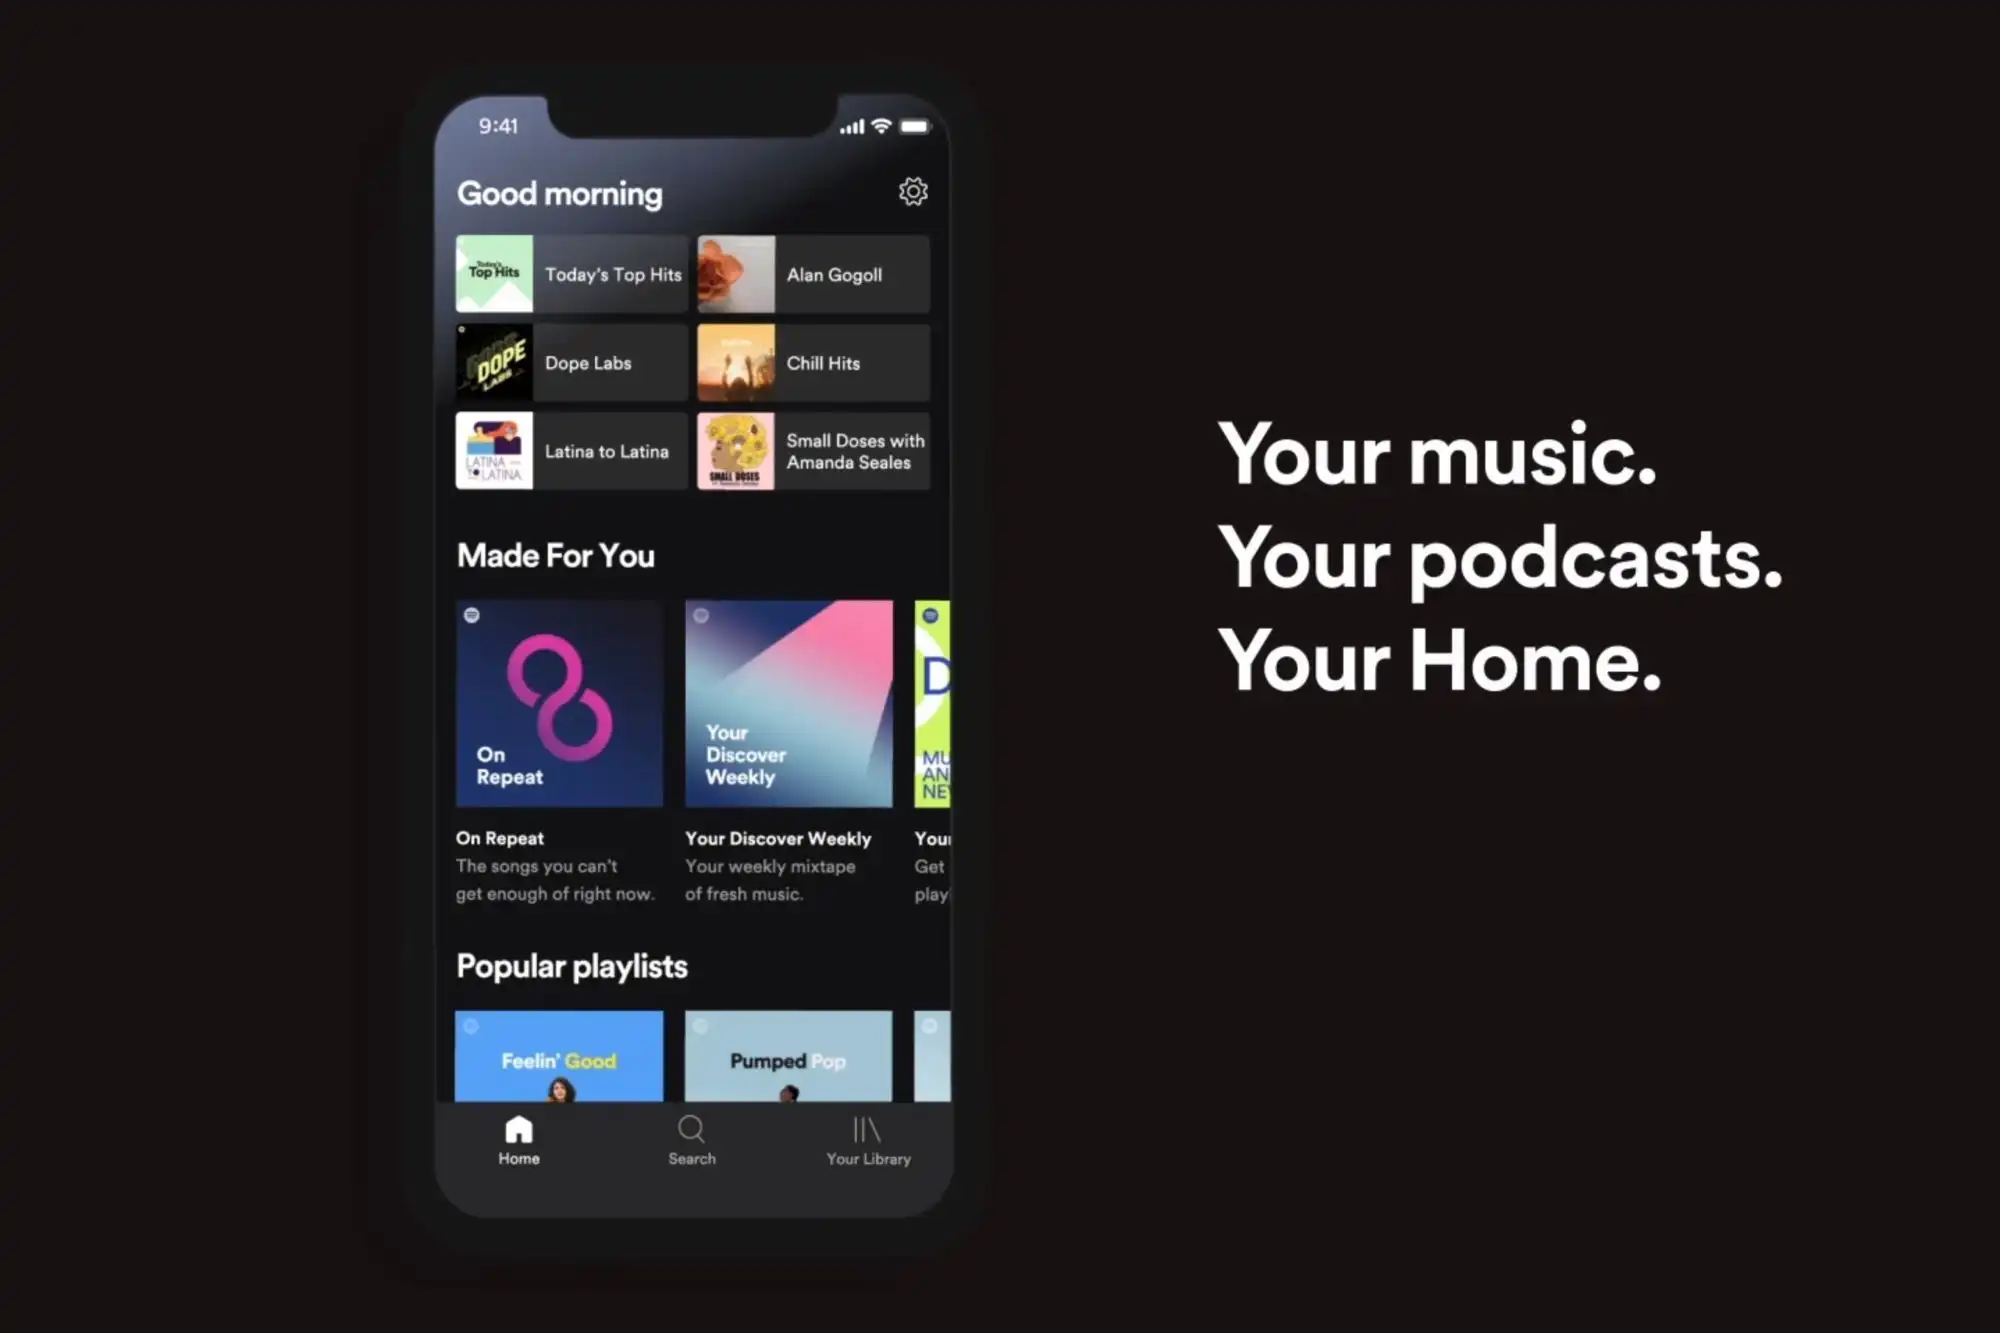 9:41
Good morning
Today's
Top Hits
Today's Top Hits
Alan Gogoll
DOPE
LABS
Dope Labs
Chill Hits
LATINA
TO LATINA
Latina to Latina
SMALL DOSES
Small Doses with
Amanda Seales
Made For You
On
Repeat
Your
Discover
Weekly
D
MU
AN
NE
On Repeat
The songs you can't
get enough of right now.
Your Discover Weekly
Your weekly mixtape
of fresh music.
You
Get
play
Popular playlists
Feelin' Good
Pumped Pop
Home
Search
Your Library
Your music.
Your podcasts.
Your Home.